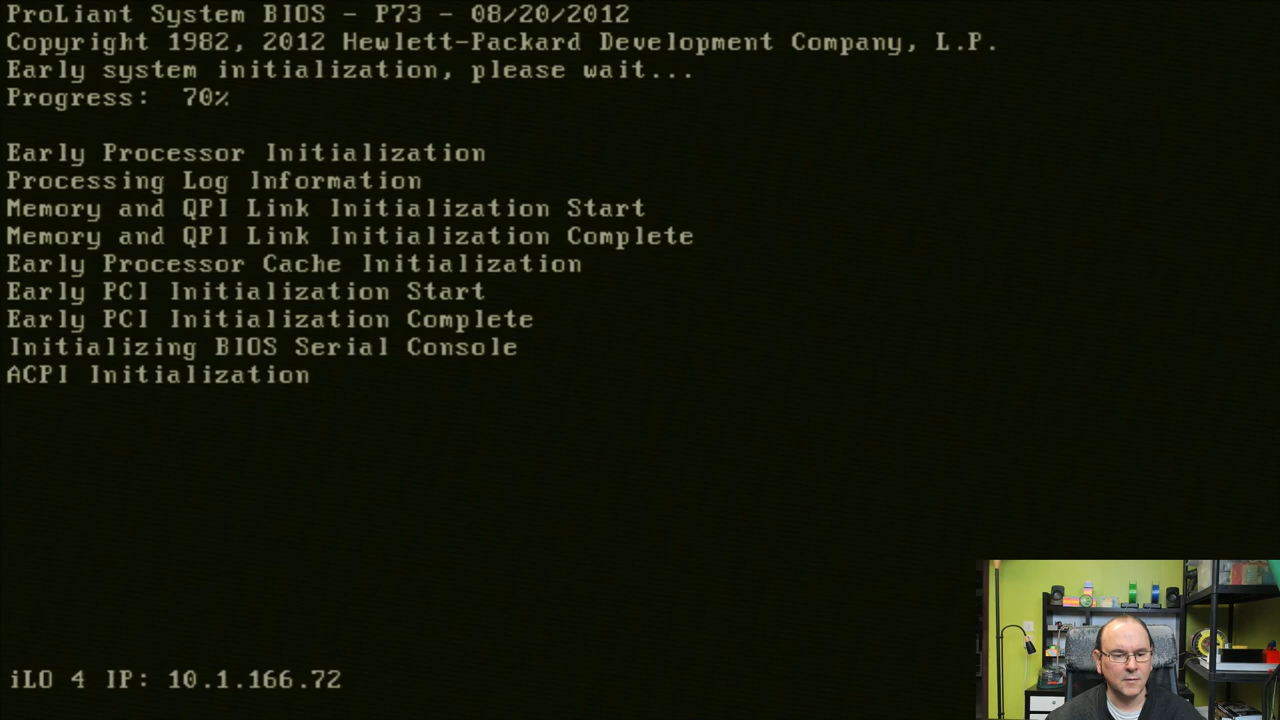 ProLiant System BIOS - P73 - 08/20/2012
Copyright 1982, 2012 Hewlett-Packard Development Company, L.P.
Early system initialization, please wait...
Progress: 70%
Early Processor Initialization
Processing Log Information
Memory and QPI Link Initialization Start
Memory and QPI Link Initialization Complete
Early Processor Cache Initialization
Early PCI Initialization Start
Early PCI Initialization Complete
Initializing BIOS Serial Console
ACPI Initialization
iLO 4 IP: 10.1.166.72